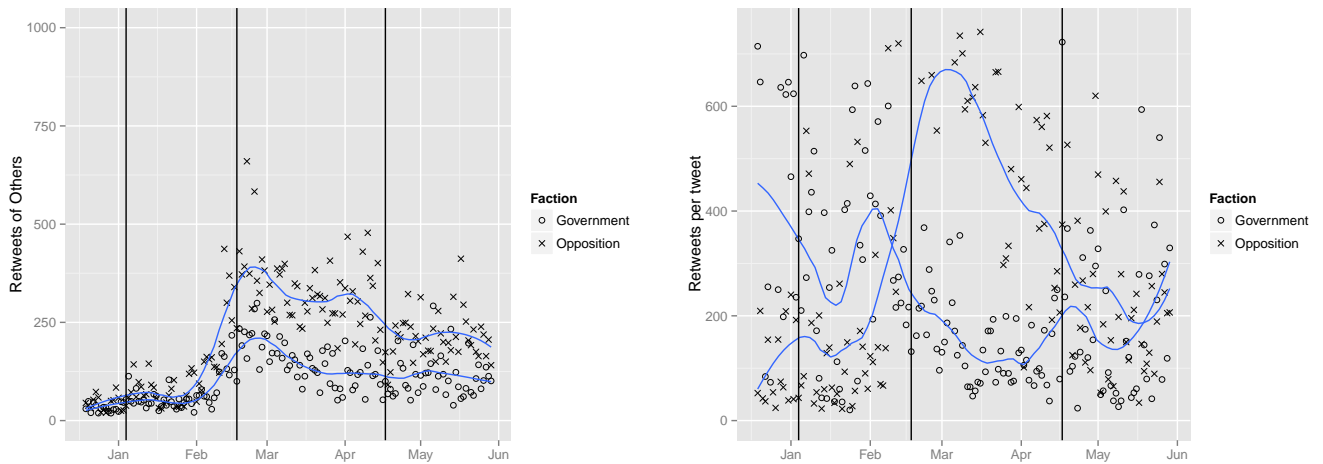 Retweets of Others
1000
750
500
250
0
Jan Feb Mar Apr May Jun
Faction
Government
Opposition
Retweets per tweet
600
400
200
0
Jan Feb Mar Apr May Jun
Faction
Government
Opposition